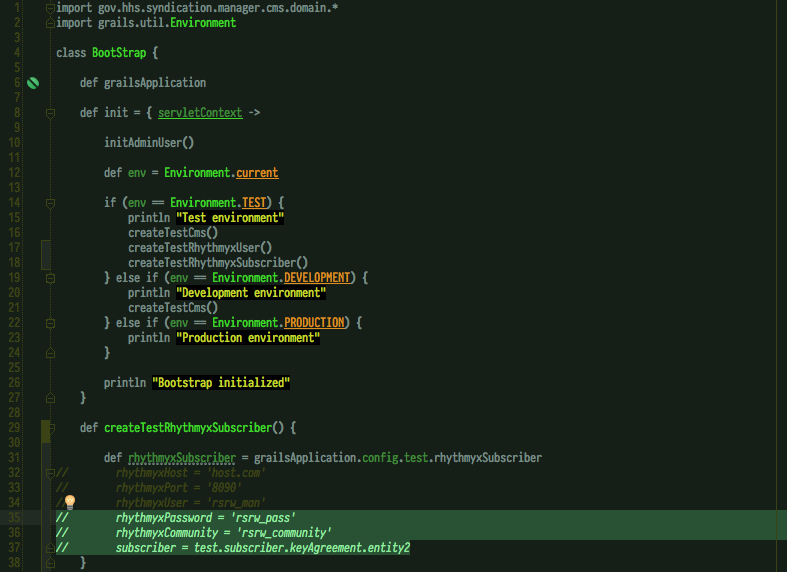 1 import gov.hhs.syndication.manager.cms.domain.*
2 import grails.util.Environment
3
4 class BootStrap {
5
6     def grailsApplication
7
8     def init = { servletContext ->
9
10         initAdminUser()
11
12         def env = Environment.current
13
14         if (env == Environment.TEST) {
15             println "Test environment"
16             createTestCms()
17             createTestRhythmyxUser()
18             createTestRhythmyxSubscriber()
19         } else if (env == Environment.DEVELOPMENT) {
20             println "Development environment"
21             createTestCms()
22         } else if (env == Environment.PRODUCTION) {
23             println "Production environment"
24         }
25
26         println "Bootstrap initialized"
27     }
28
29     def createTestRhythmyxSubscriber() {
30
31         def rhythmyxSubscriber = grailsApplication.config.test.rhythmyxSubscriber
32 //        rhythmyxHost = 'host.com'
33 //        rhythmyxPort = '8090'
34 //        rhythmyxUser = 'rsrw_man'
35 //        rhythmyxPassword = 'rsrw_pass'
36 //        rhythmyxCommunity = 'rsrw_community'
37 //        subscriber = test.subscriber.keyAgreement.entity2
38     }